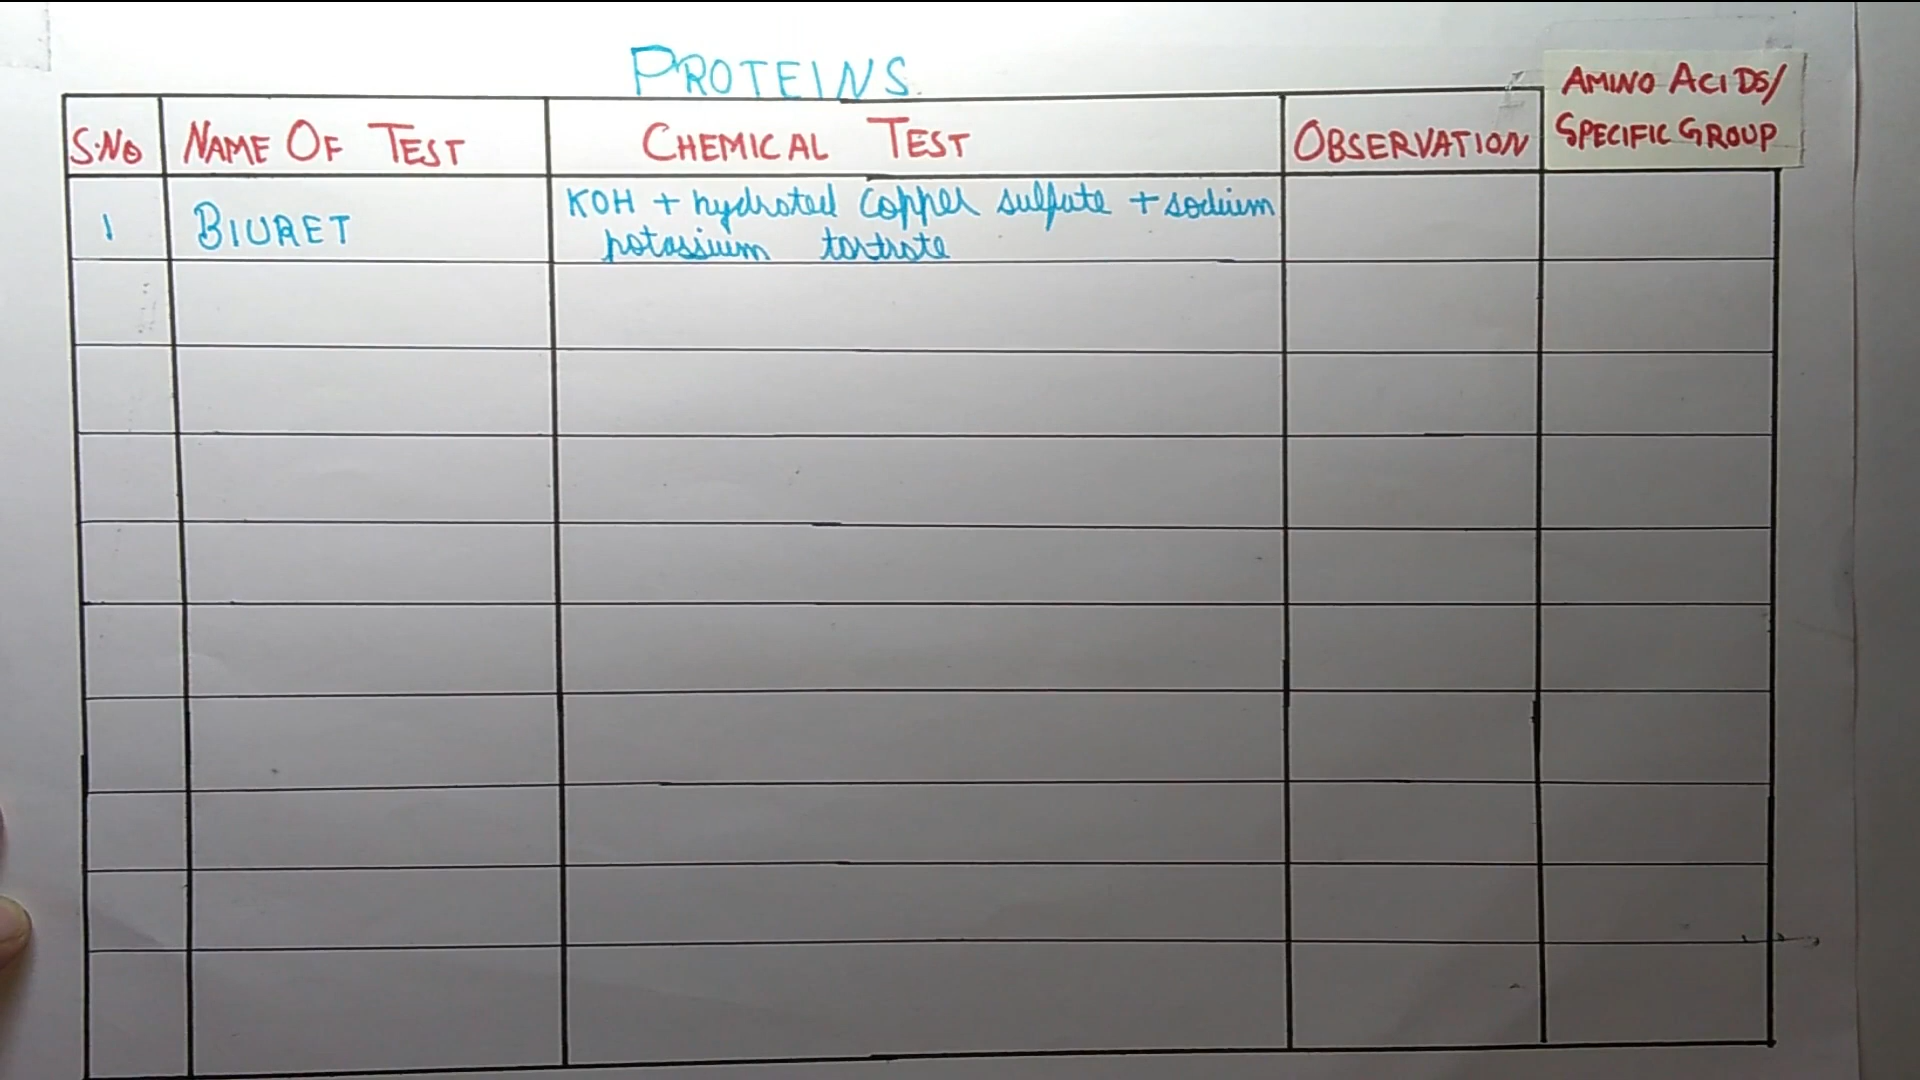 PROTEINS
AMINO ACIDS/
SPECIFIC GROUP
S.No NAME OF TEST CHEMICAL TEST OBSERVATION
1 BIURET KOH + hydrated copper sulfate + sodium
potassium tartrate